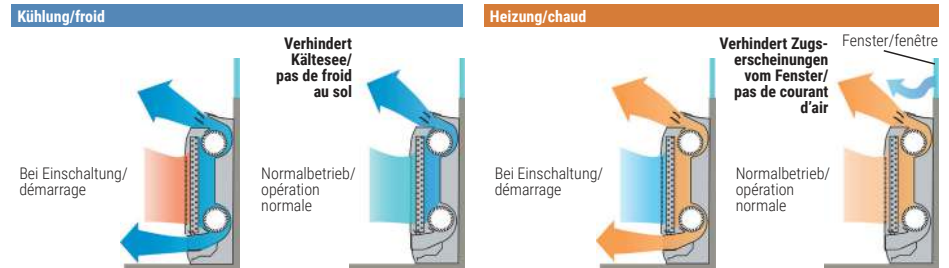 Kühlung/froid
Verhindert
Kältesee/
pas de froid
au sol
Bei Einschaltung/
démarrage
Normalbetrieb/
opération
normale
Heizung/chaud
Verhindert Zugs-
erscheinungen
vom Fenster/
pas de courant
d'air
Fenster/fenêtre
Bei Einschaltung/
démarrage
Normalbetrieb/
opération
normale